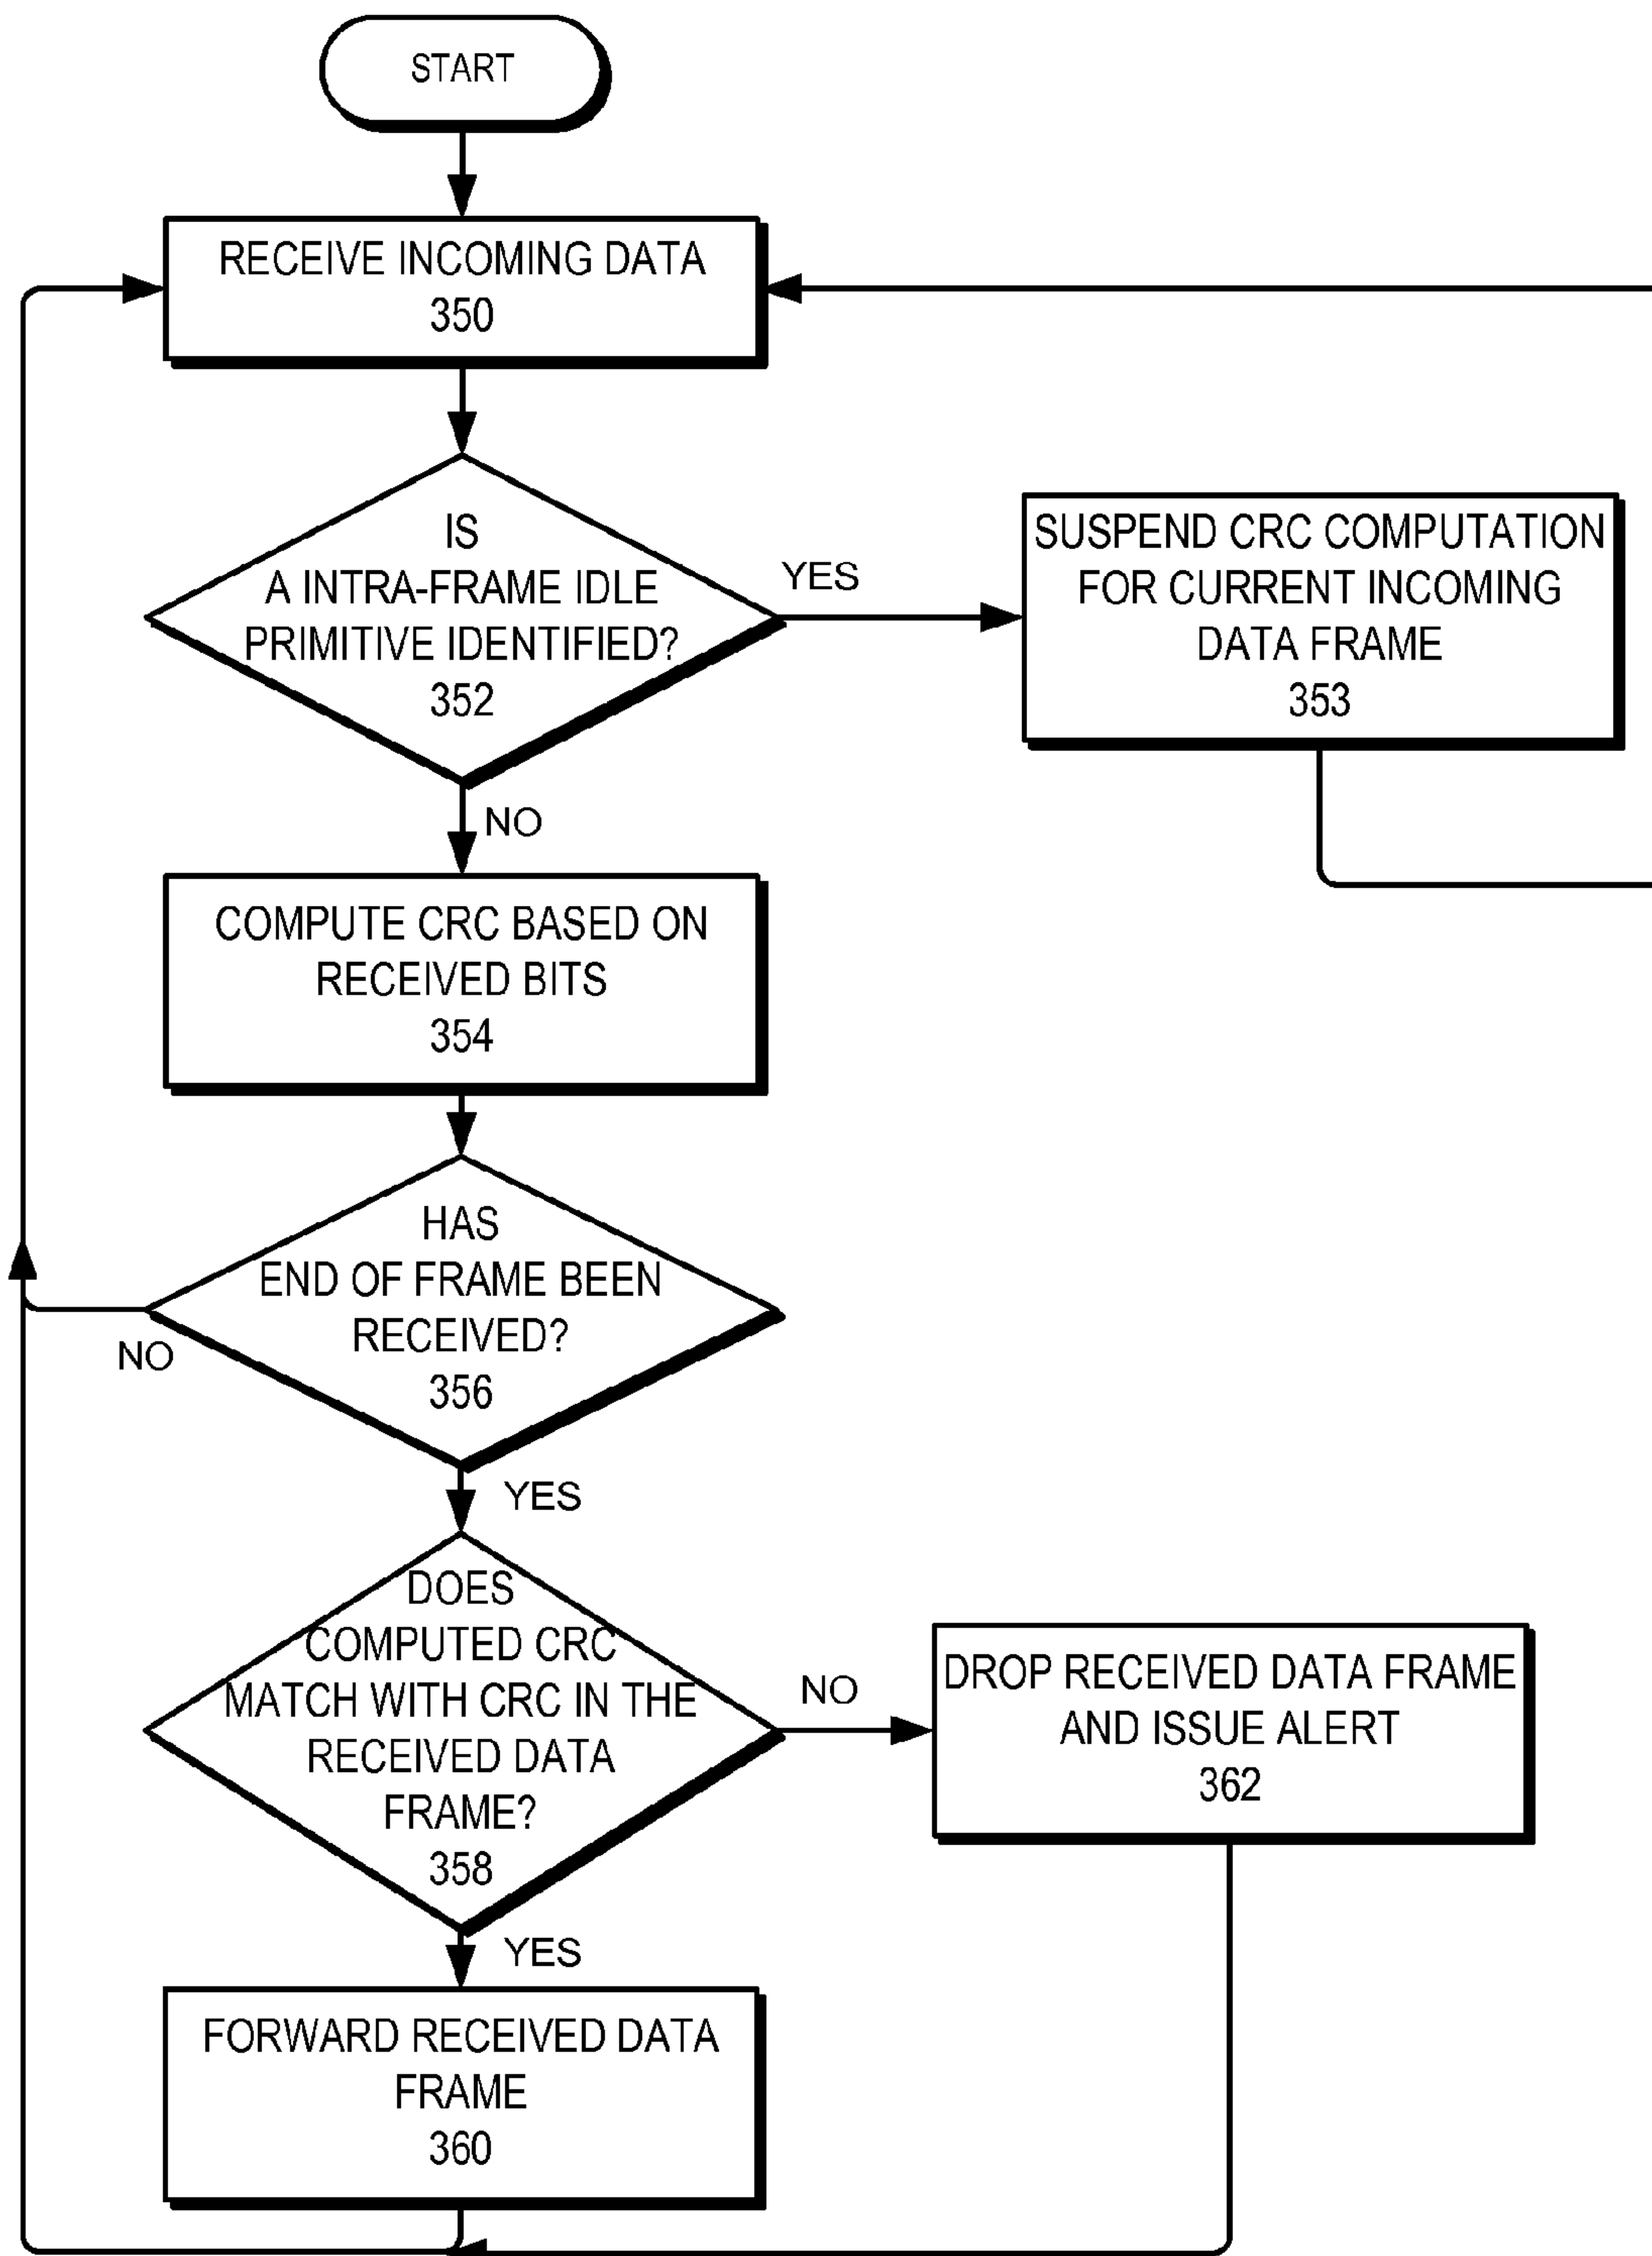 START
RECEIVE INCOMING DATA
350
IS
A INTRA-FRAME IDLE
PRIMITIVE IDENTIFIED?
352
YES
SUSPEND CRC COMPUTATION
FOR CURRENT INCOMING
DATA FRAME
353
NO
COMPUTE CRC BASED ON
RECEIVED BITS
354
HAS
END OF FRAME BEEN
RECEIVED?
356
NO
YES
DOES
COMPUTED CRC
MATCH WITH CRC IN THE
RECEIVED DATA
FRAME?
358
NO
DROP RECEIVED DATA FRAME
AND ISSUE ALERT
362
YES
FORWARD RECEIVED DATA
FRAME
360